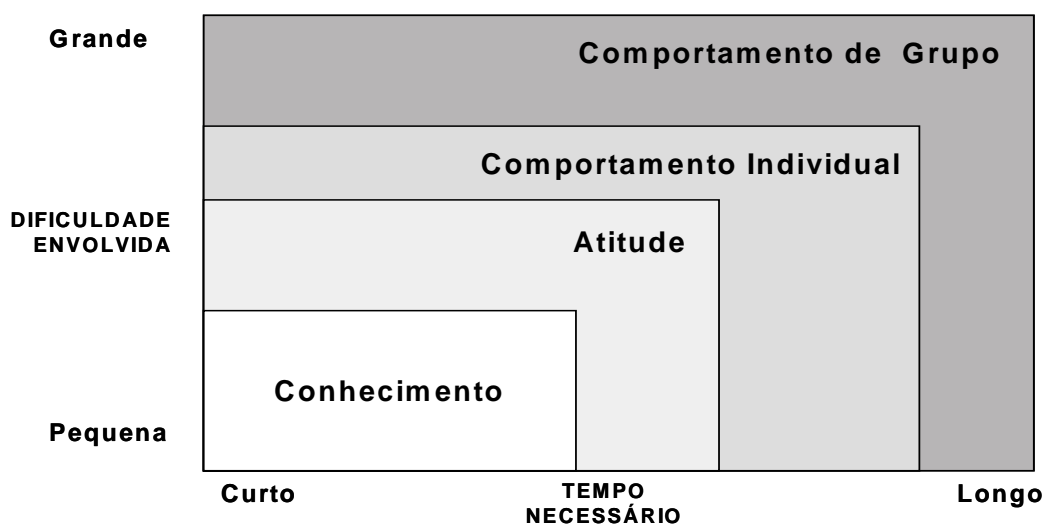 Grande
Comportamento de Grupo
Comportamento Individual
DIFICULDADE
ENVOLVIDA
Atitude
Conhecimento
Pequena
Curto
TEMPO
NECESSÁRIO
Longo